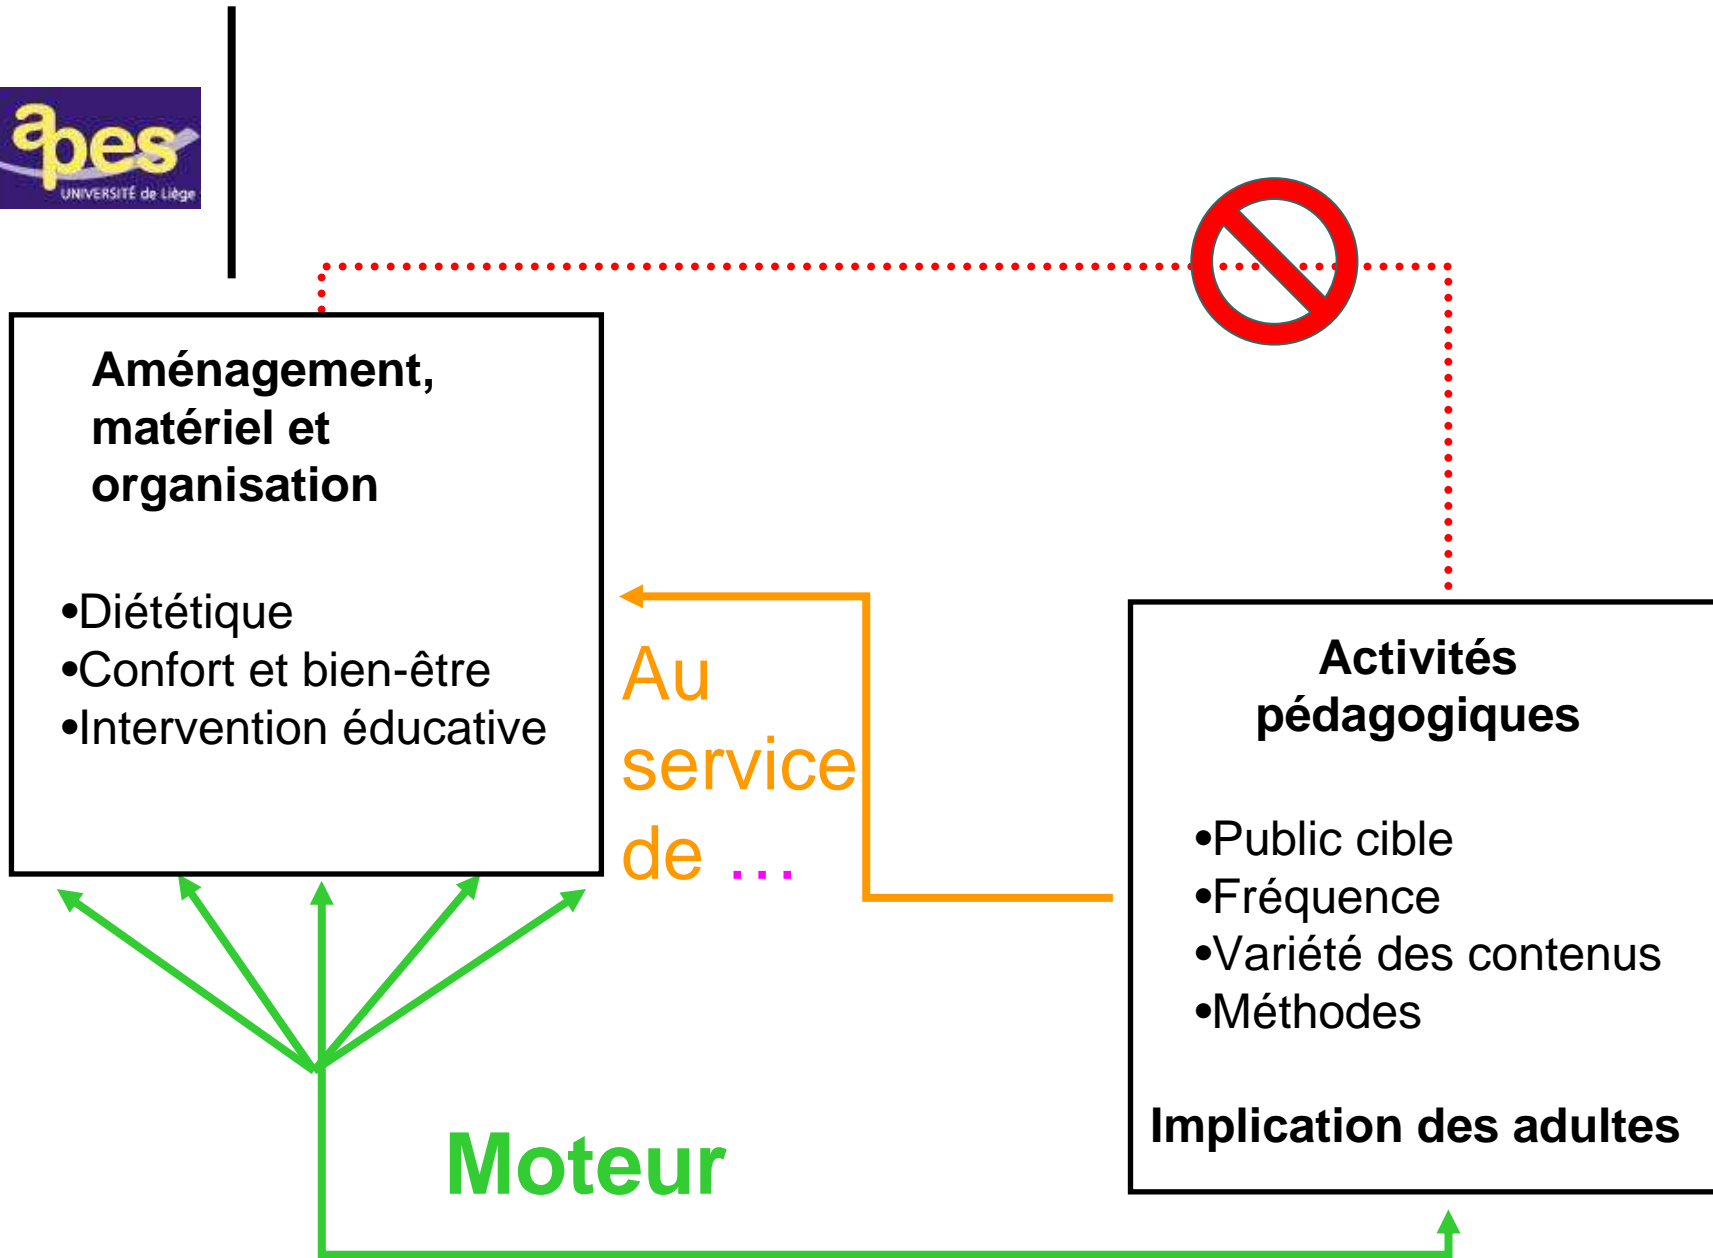 apes
UNIVERSITÉ de Liège
Aménagement,
matériel et
organisation
•Diététique
•Confort et bien-être
•Intervention éducative
Au
service
de …
Activités
pédagogiques
•Public cible
•Fréquence
•Variété des contenus
•Méthodes
Implication des adultes
Moteur